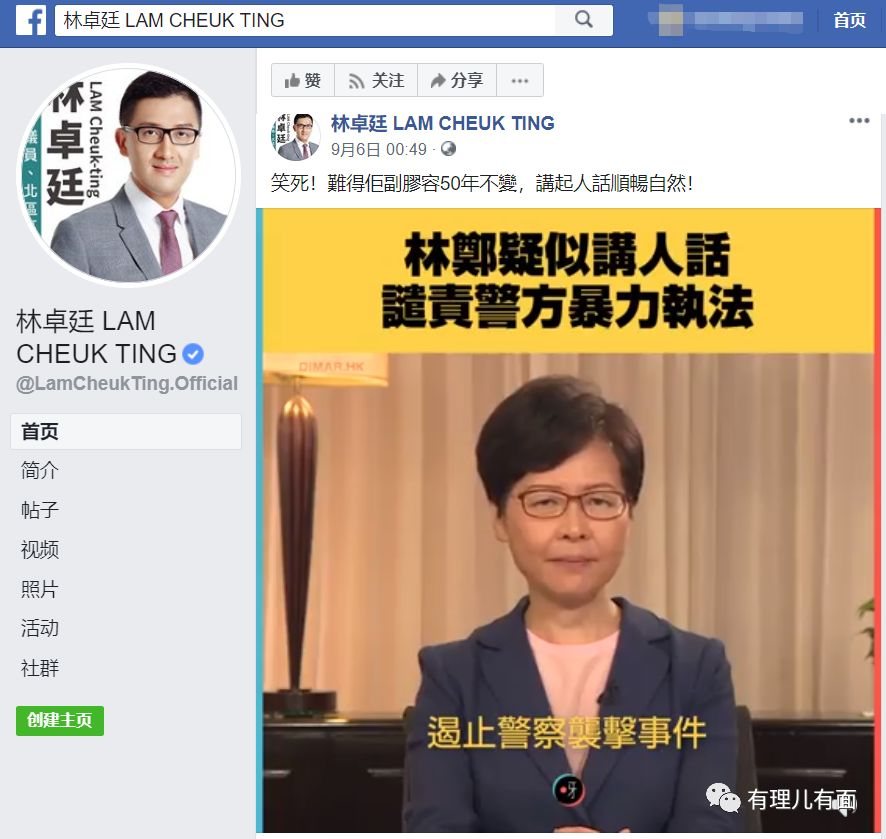 林卓廷 LAM CHEUK TING
首页
林卓廷
LAM Cheuk-ting
議員、北區
林卓廷 LAM
CHEUK TING
@LamCheukTing.Official
首页
简介
帖子
视频
照片
活动
社群
创建主页
赞 关注 分享 ...
林卓廷 LAM CHEUK TING
9月6日 00:49 ·
笑死！難得佢副膠容50年不變，講起人話順暢自然！
林鄭疑似講人話
譴責警方暴力執法
DIMAR.HK
遏止警察襲擊事件
有理儿有面